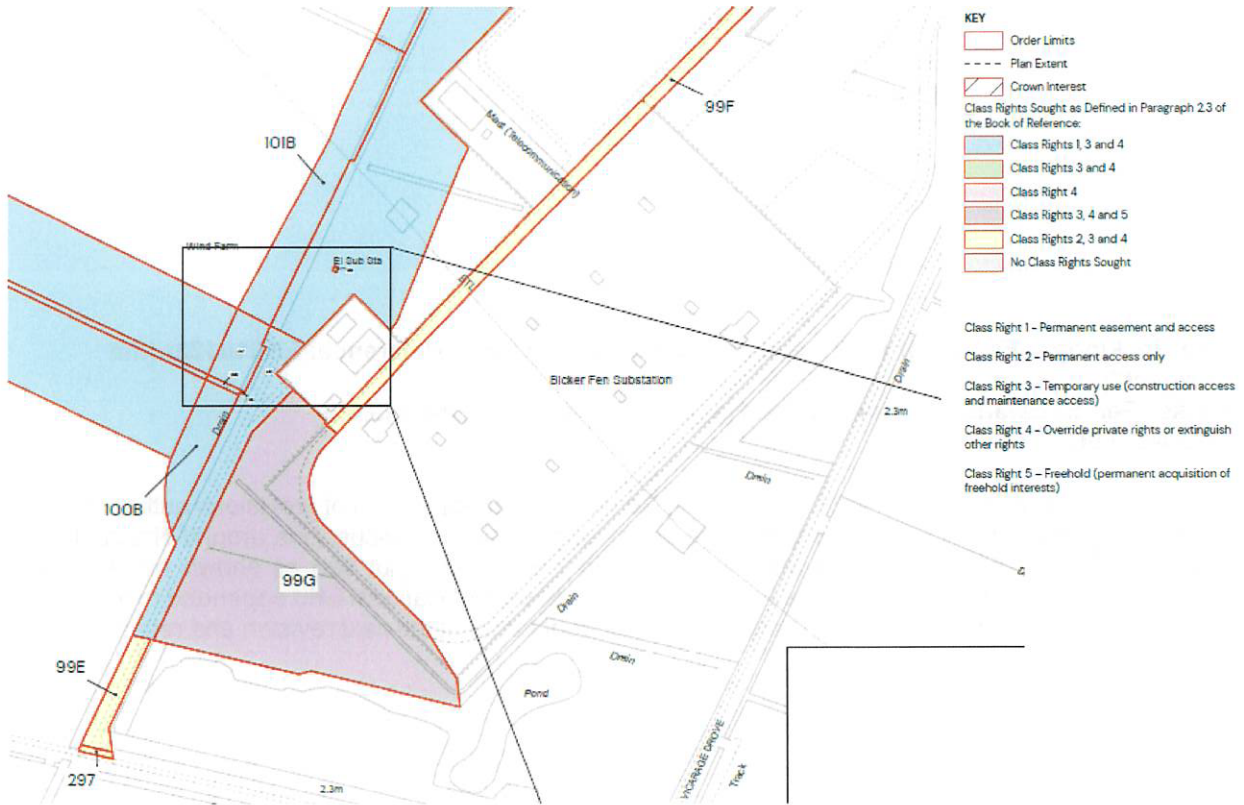 KEY
Order Limits
Plan Extent
Crown Interest
Class Rights Sought as Defined in Paragraph 2.3 of
the Book of Reference:
Class Rights 1, 3 and 4
Class Rights 3 and 4
Class Right 4
Class Rights 3, 4 and 5
Class Rights 2, 3 and 4
No Class Rights Sought
Class Right 1 – Permanent easement and access
Class Right 2 – Permanent access only
Class Right 3 – Temporary use (construction access
and maintenance access)
Class Right 4 – Override private rights or extinguish
other rights
Class Right 5 – Freehold (permanent acquisition of
freehold interests)
99F
Mast (Telecommunication)
101B
Wind Farm
El Sub Sta
ETL
Bicker Fen Substation
Drain
2.3m
Drain
Drain
100B
99G
Drain
Drain
99E
Pond
VICARAGE DROVE
Track
297
2.3m